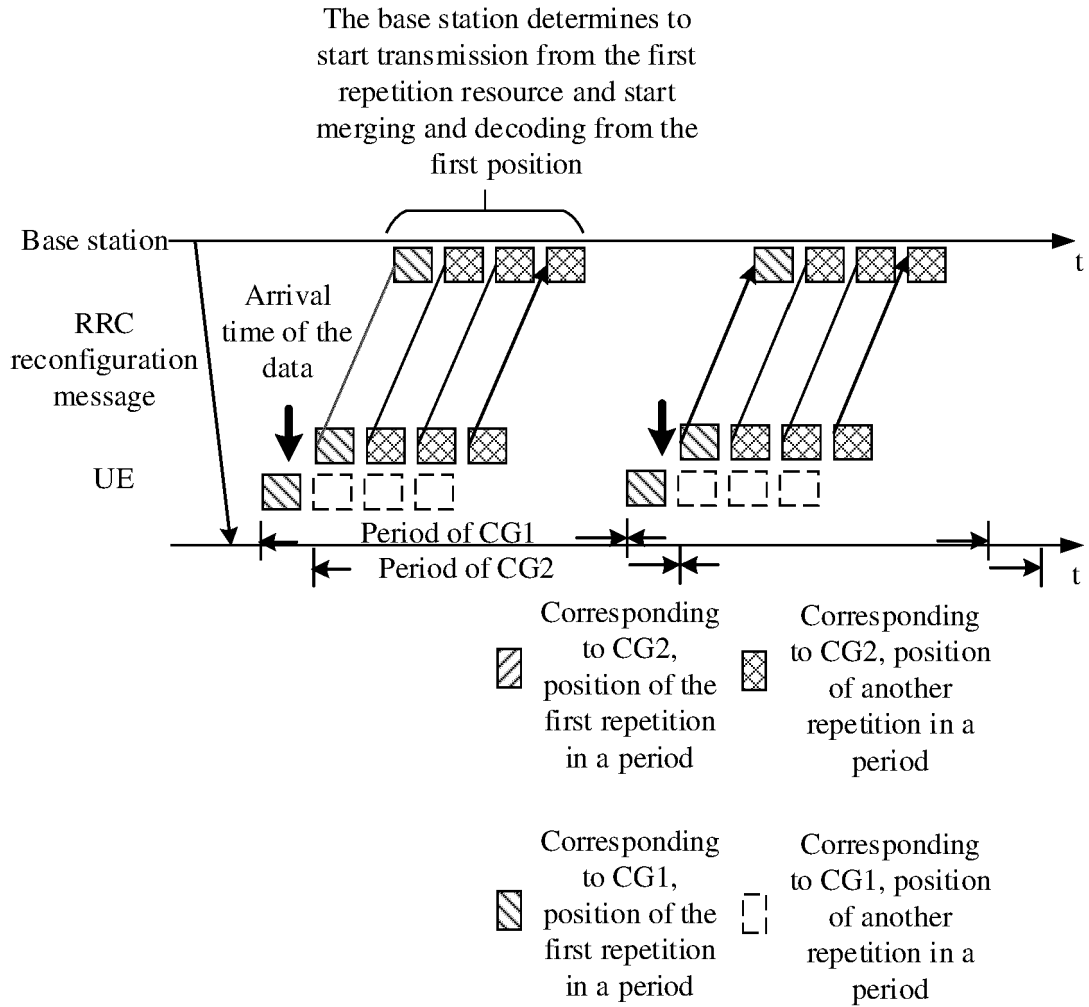 The base station determines to
start transmission from the first
repetition resource and start
merging and decoding from the
first position
Base station
t
Arrival
time of the
data
RRC
reconfiguration
message
UE
Period of CG1
Period of CG2
t
Corresponding
to CG2,
position of the
first repetition
in a period
Corresponding
to CG2, position
of another
repetition in a
period
Corresponding
to CG1,
position of the
first repetition
in a period
Corresponding
to CG1, position
of another
repetition in a
period